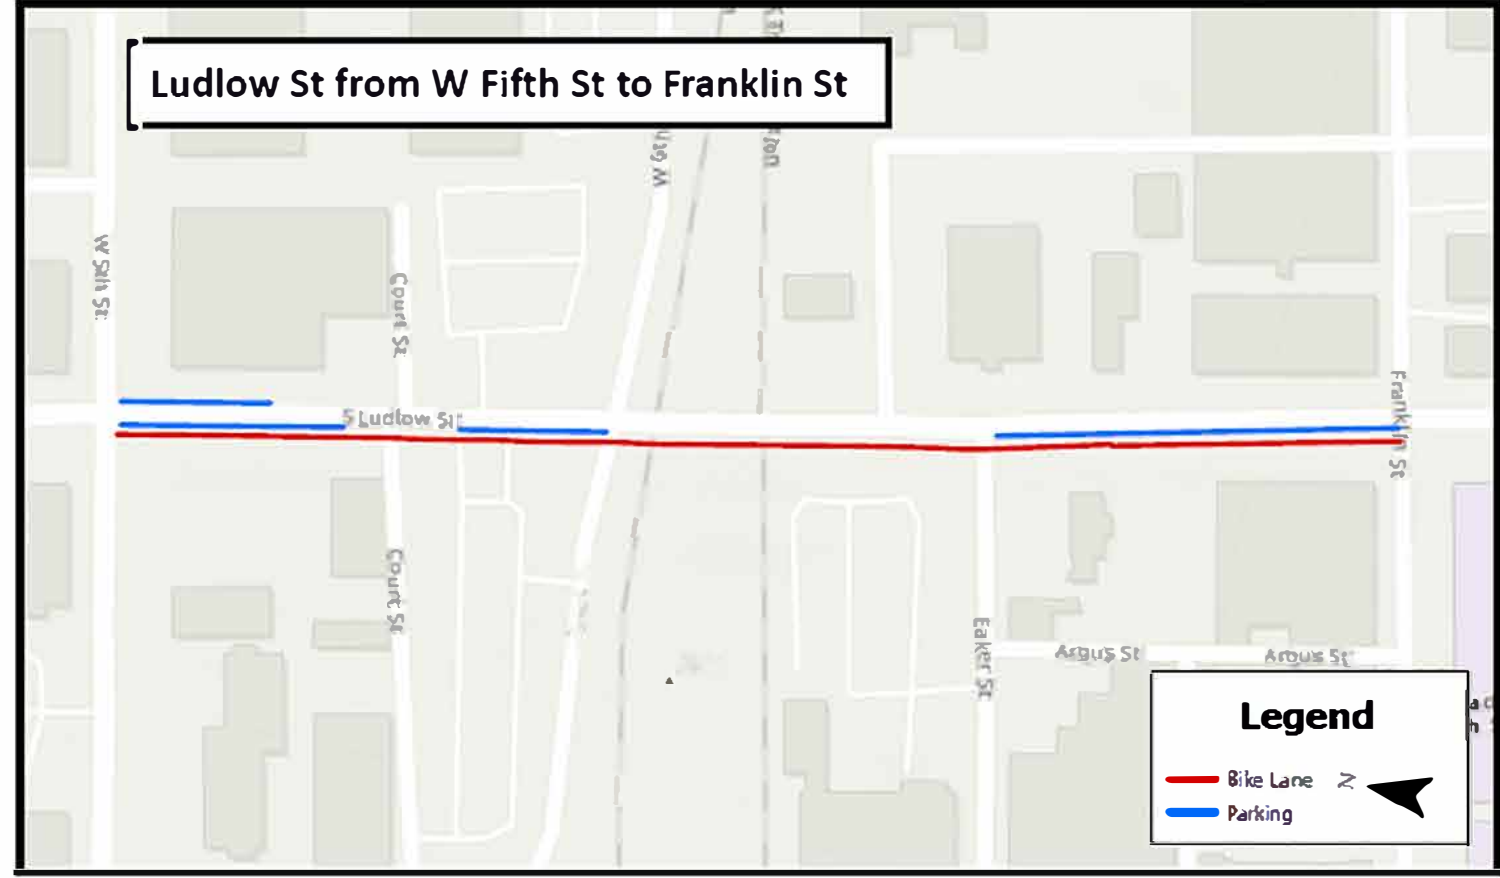 Ludlow St from W Fifth St to Franklin St
W 5th St
Court St
S Ludlow St
Franklin St
Court St
Eaker St
Argus St
Argus St
Legend
Bike Lane
N
Parking